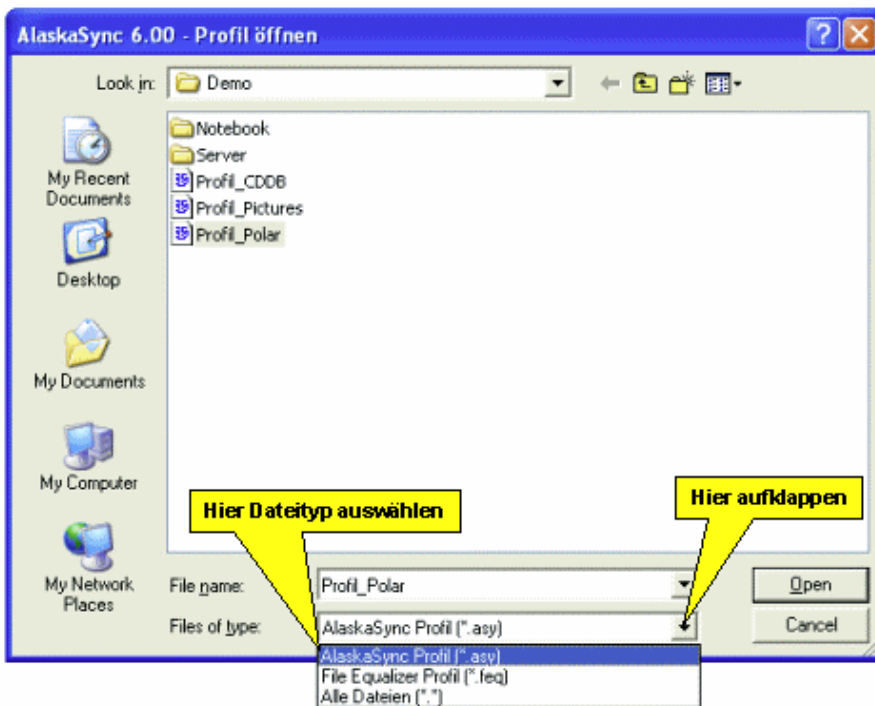 AlaskaSync 6.00 - Profil öffnen
Look in:
Demo
My Recent
Documents
Desktop
My Documents
My Computer
My Network
Places
Notebook
Server
Profil_CDDB
Profil_Pictures
Profil_Polar
Hier Dateityp auswählen
Hier aufklappen
File name:
Profil_Polar
Open
Files of type:
AlaskaSync Profil (*.asy)
Cancel
AlaskaSync Profil (*.asy)
File Equalizer Profil (*.feq)
Alle Dateien (*.*)